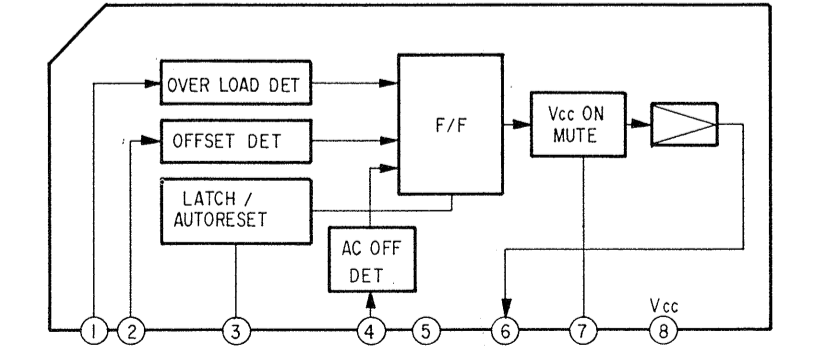 OVER LOAD DET
OFFSET DET
LATCH /
AUTORESET
AC OFF
DET
F/F
Vcc ON
MUTE
Vcc
1 2 3 4 5 6 7 8